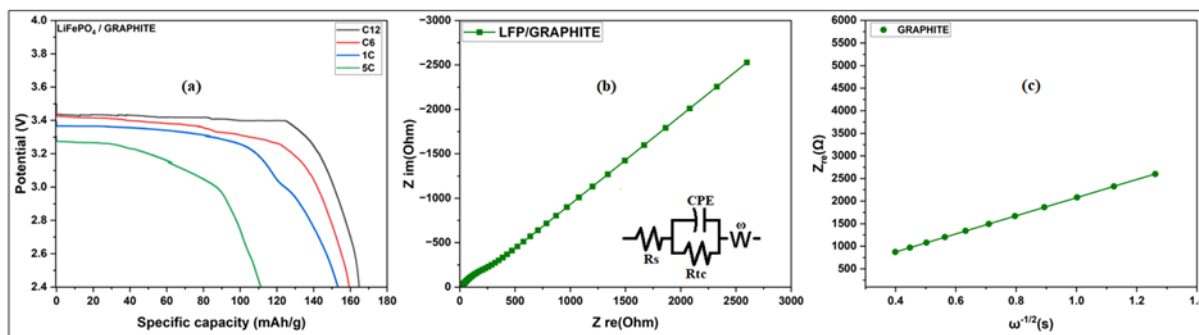 LiFePO₄ / GRAPHITE
C12
C6
1C
5C
(a)
Potential (V)
4.0
3.8
3.6
3.4
3.2
3.0
2.8
2.6
2.4
0 20 40 60 80 100 120 140 160 180
Specific capacity (mAh/g)
LFP/GRAPHITE
(b)
Z im(Ohm)
-3000
-2500
-2000
-1500
-1000
-500
0
CPE
Rs
Rtc
ω
W
0 500 1000 1500 2000 2500 3000
Z re(Ohm)
GRAPHITE
(c)
Zre(Ω)
6000
5500
5000
4500
4000
3500
3000
2500
2000
1500
1000
500
0.4 0.6 0.8 1.0 1.2 1.4
ω⁻¹/²(s)